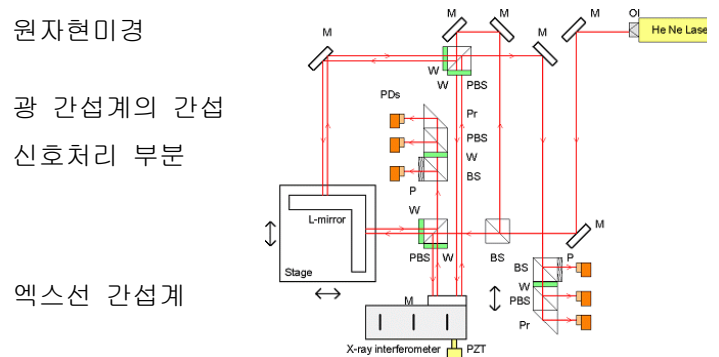 원자현미경
광 간섭계의 간섭
신호처리 부분
엑스선 간섭계
M
M
M
M
OI
He Ne Lase
W
W
PBS
PDs
Pr
PBS
W
BS
P
W
L-mirror
Stage
PBS
W
BS
M
BS
P
W
PBS
Pr
M
X-ray interferometer
PZT